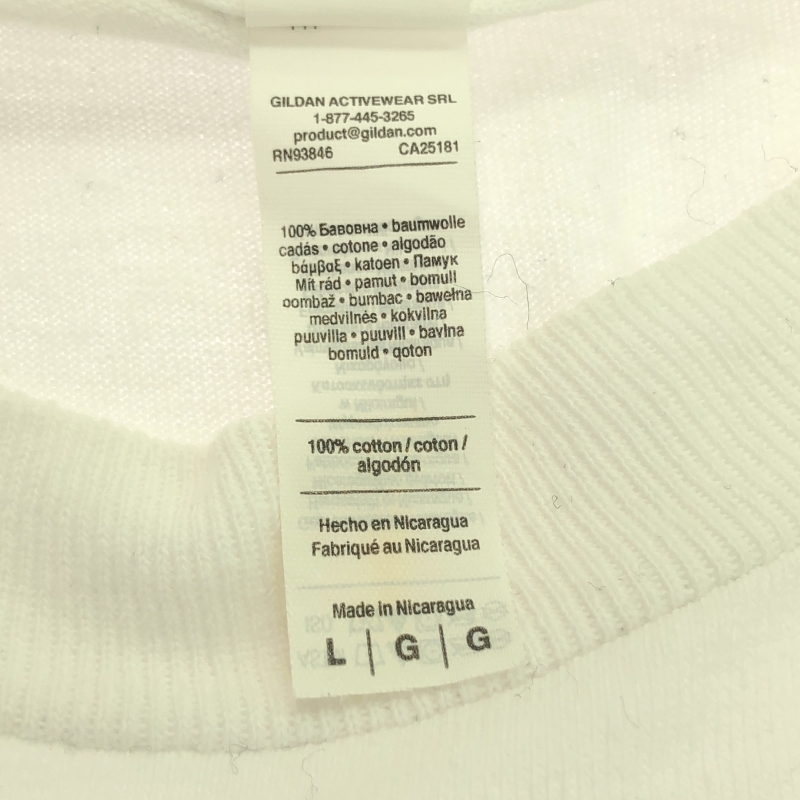 GILDAN ACTIVEWEAR SRL
1-877-445-3265
product@gildan.com
RN93846 CA25181
100% Бавовна • baumwolle
cadás • cotone • algodão
βάμβαξ • katoen • Памук
Mít rád • pamut • bomull
bombaž • bumbac • bawełna
medvilnės • kokvilna
puuvilla • puuvill • bavlna
bomuld • qoton
100% cotton / coton /
algodón
Hecho en Nicaragua
Fabriqué au Nicaragua
Made in Nicaragua
L | G | G